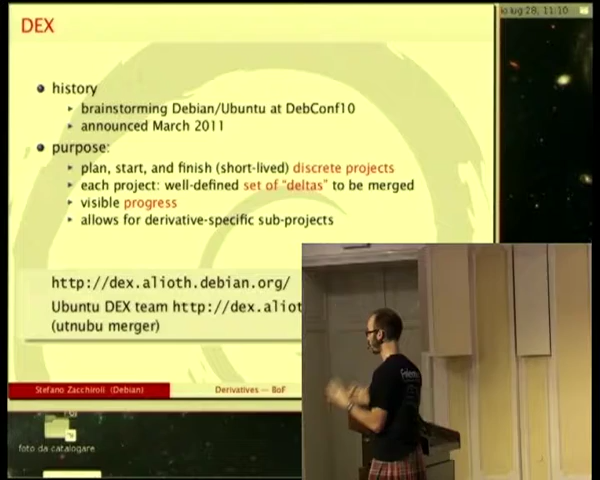 DEX
io lug 28, 11:10
history
brainstorming Debian/Ubuntu at DebConf10
announced March 2011
purpose:
plan, start, and finish (short-lived) discrete projects
each project: well-defined set of "deltas" to be merged
visible progress
allows for derivative-specific sub-projects
http://dex.alioth.debian.org/
Ubuntu DEX team http://dex.aliot
(utnubu merger)
Stefano Zacchiroli (Debian)
Derivatives — BoF
foto da catalogare